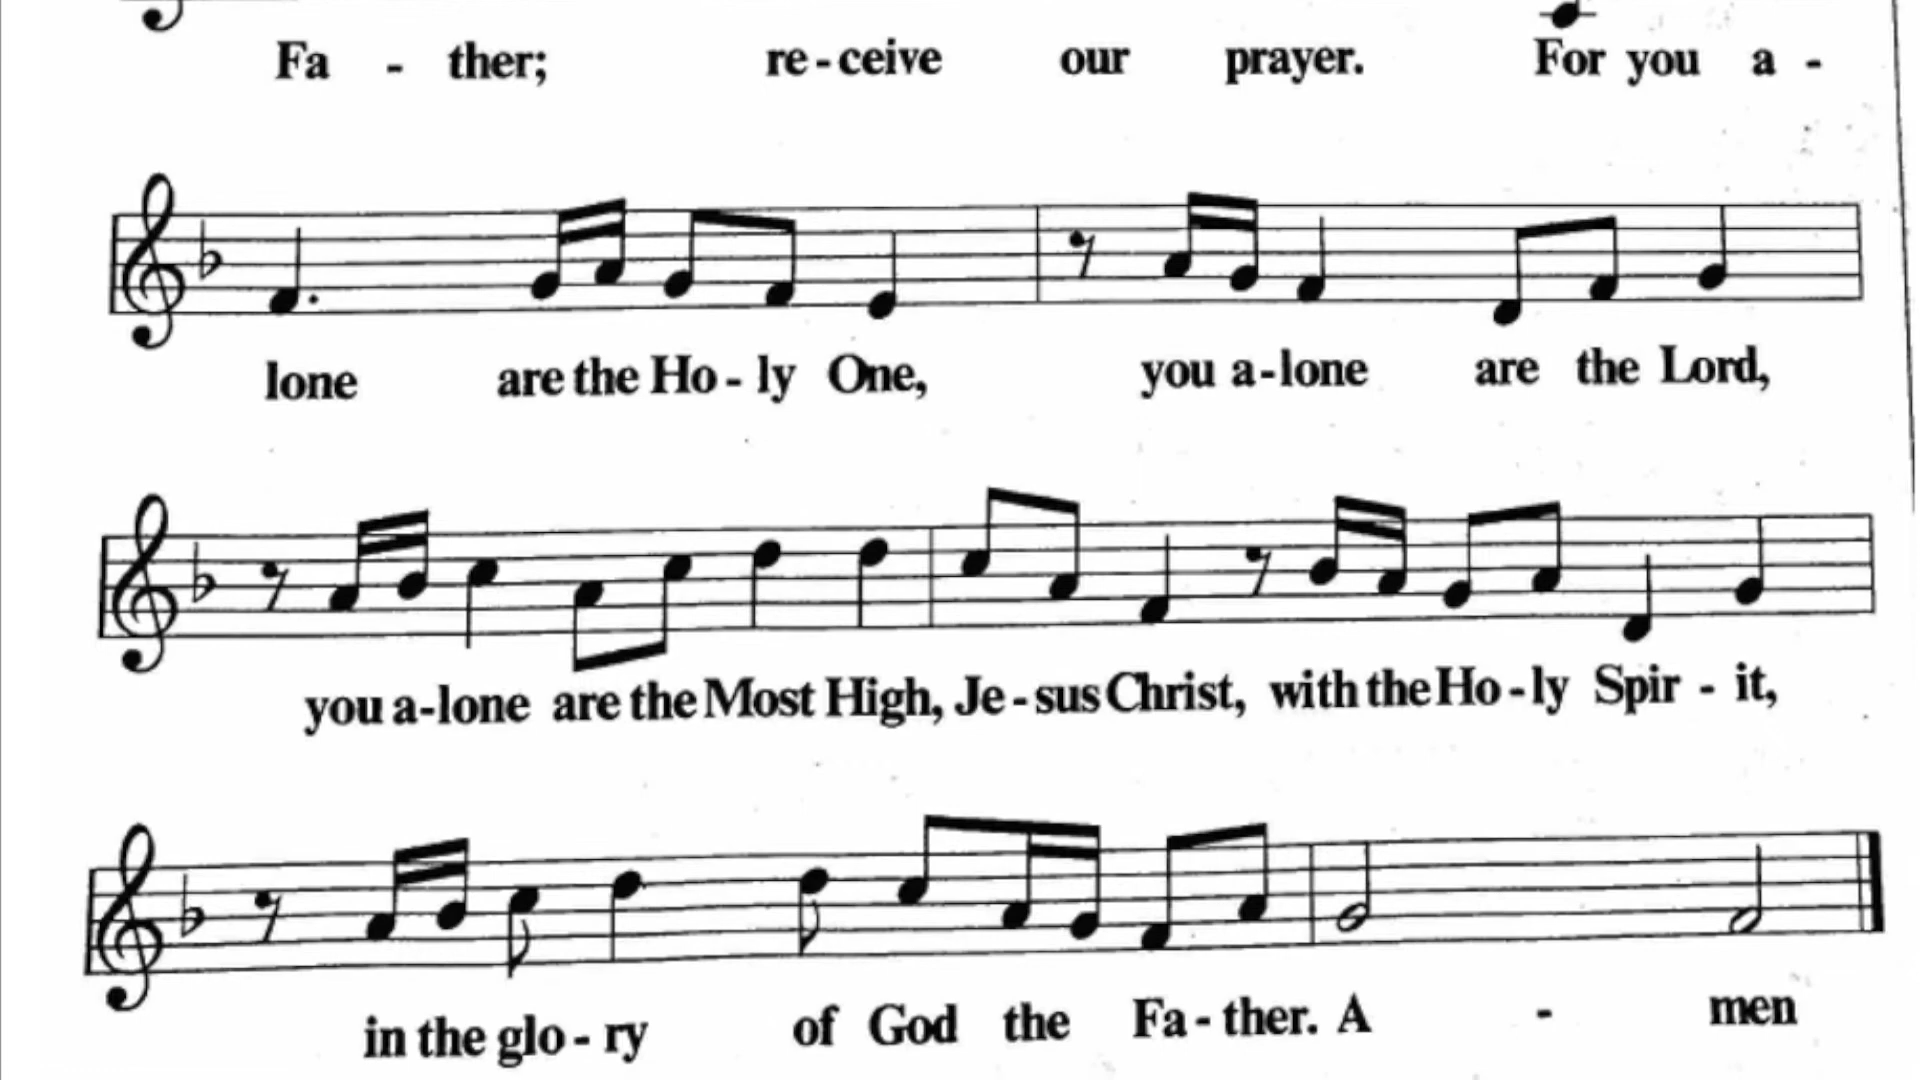 Fa - ther; re - ceive our prayer. For you a -
lone are the Ho - ly One, you a - lone are the Lord,
you a - lone are the Most High, Je - sus Christ, with the Ho - ly Spir - it,
in the glo - ry of God the Fa - ther. A - men